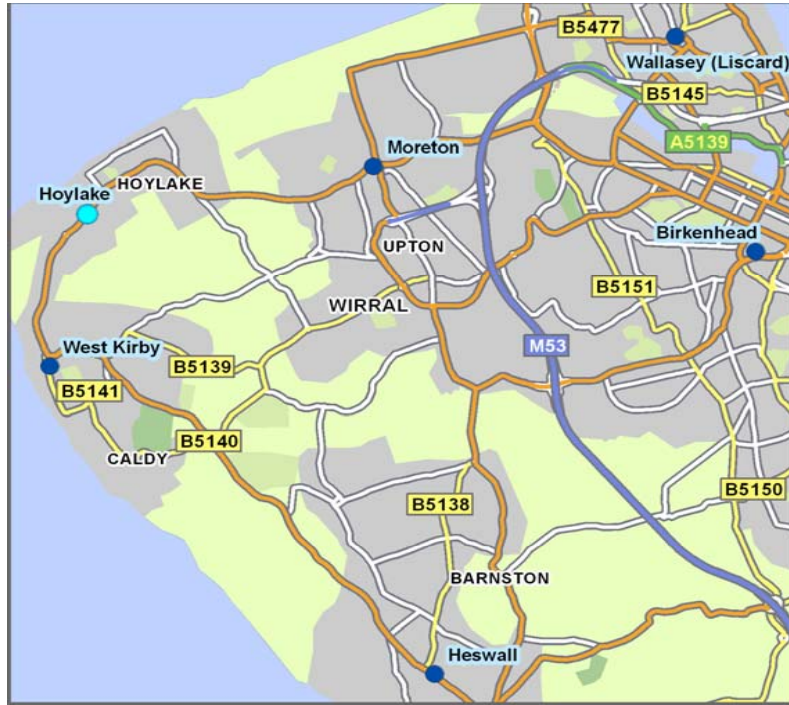 B5477
Wallasey (Liscard)
B5145
A5139
Moreton
HOYLAKE
Hoylake
UPTON
Birkenhead
B5151
WIRRAL
M53
West Kirby
B5139
B5141
B5140
CALDY
B5150
B5138
BARNSTON
Heswall